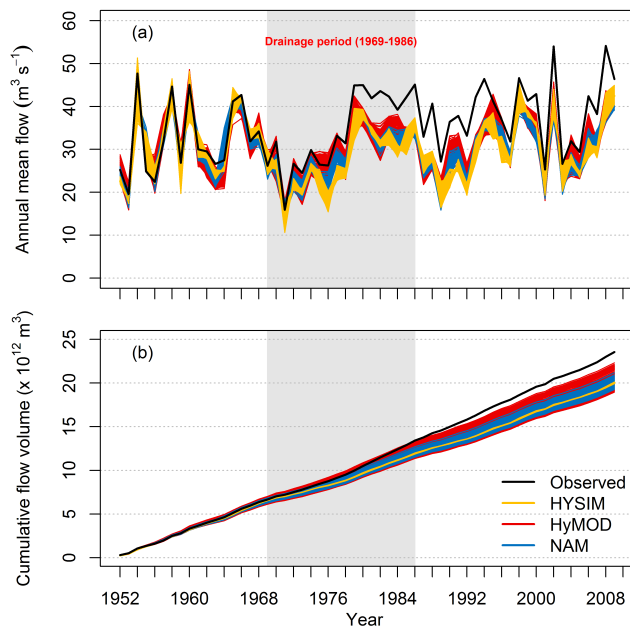 (a)
Drainage period (1969-1986)
Annual mean flow (m³ s⁻¹)
60
50
40
30
20
10
0
(b)
Cumulative flow volume (x 10¹² m³)
25
20
15
10
5
0
Observed
HYSIM
HyMOD
NAM
1952 1960 1968 1976 1984 1992 2000 2008
Year